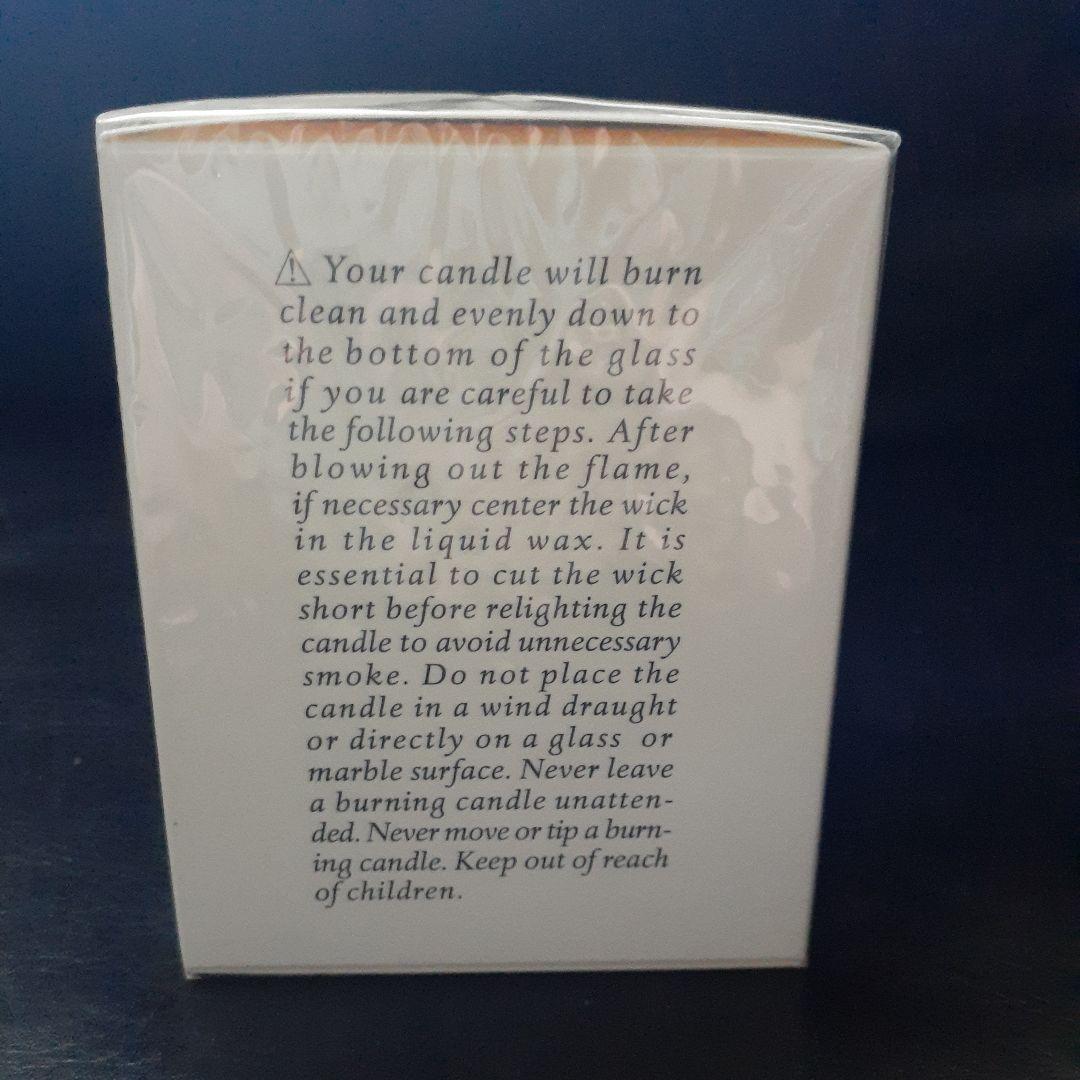 ⚠ Your candle will burn
clean and evenly down to
the bottom of the glass
if you are careful to take
the following steps. After
blowing out the flame,
if necessary center the wick
in the liquid wax. It is
essential to cut the wick
short before relighting the
candle to avoid unnecessary
smoke. Do not place the
candle in a wind draught
or directly on a glass or
marble surface. Never leave
a burning candle unatten-
ded. Never move or tip a burn-
ing candle. Keep out of reach
of children.